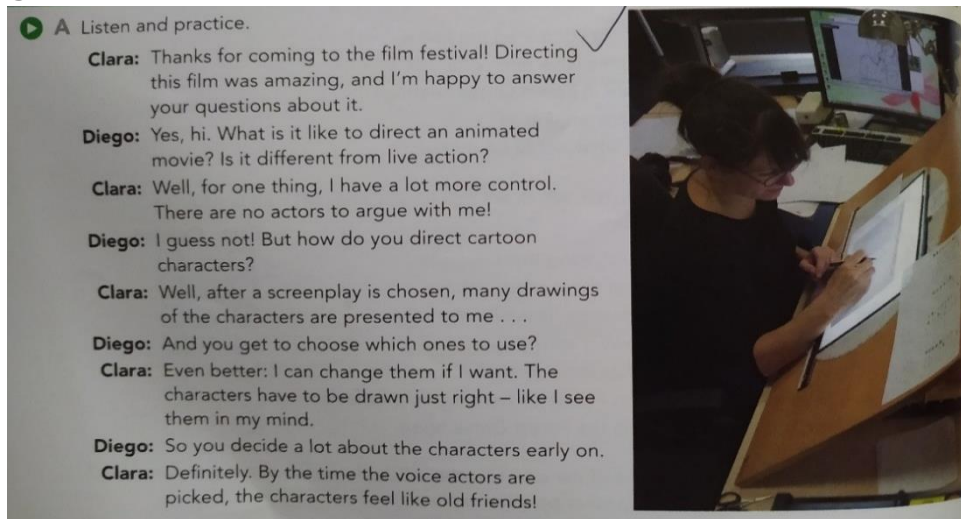 A Listen and practice.
Clara: Thanks for coming to the film festival! Directing
this film was amazing, and I'm happy to answer
your questions about it.
Diego: Yes, hi. What is it like to direct an animated
movie? Is it different from live action?
Clara: Well, for one thing, I have a lot more control.
There are no actors to argue with me!
Diego: I guess not! But how do you direct cartoon
characters?
Clara: Well, after a screenplay is chosen, many drawings
of the characters are presented to me . . .
Diego: And you get to choose which ones to use?
Clara: Even better: I can change them if I want. The
characters have to be drawn just right – like I see
them in my mind.
Diego: So you decide a lot about the characters early on.
Clara: Definitely. By the time the voice actors are
picked, the characters feel like old friends!